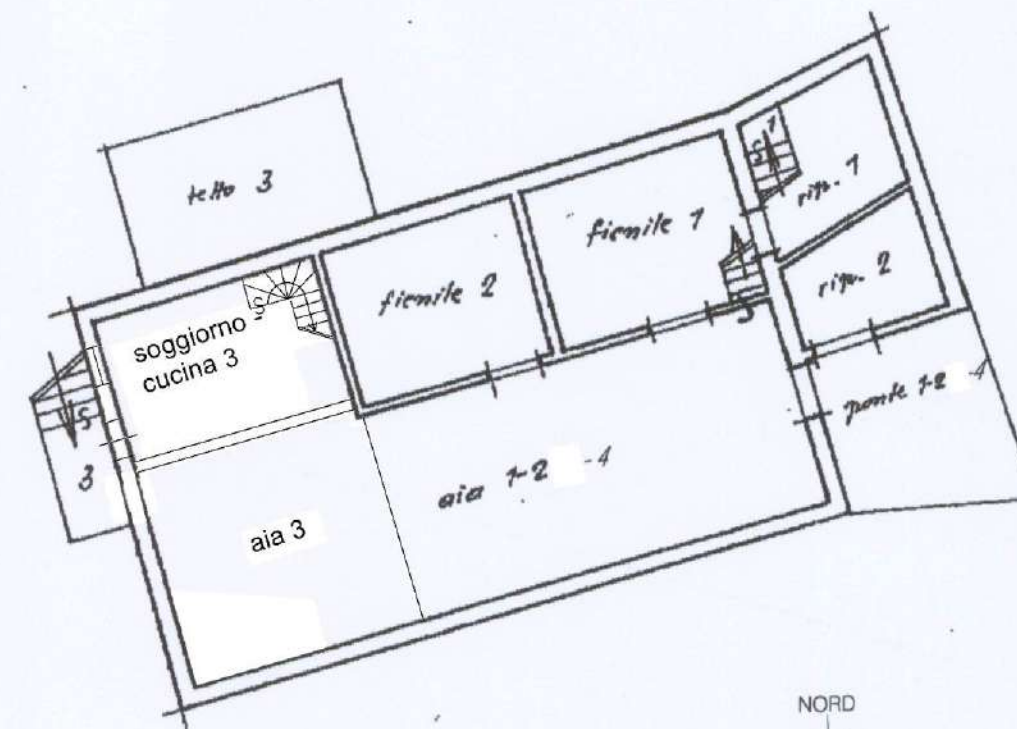 tetto 3
S 1
rip. 1
fienile 1
rip. 2
fienile 2
S
soggiorno
cucina 3
S
S
3
ponte 1-2 -4
aia 1-2 -4
aia 3
NORD